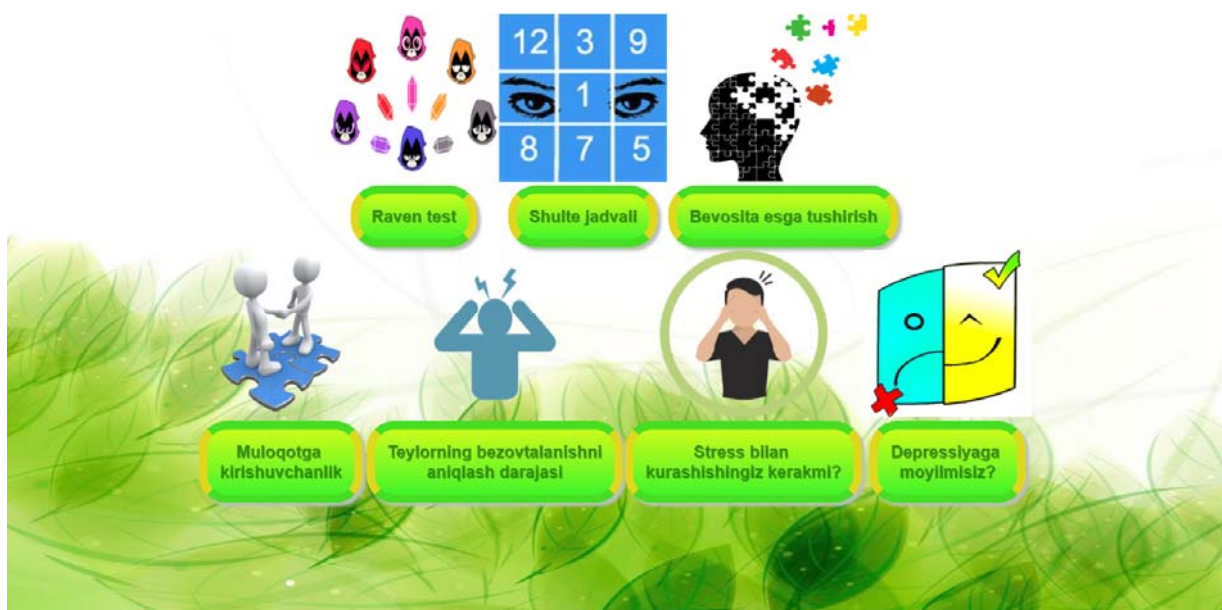 12 3 9
1
8 7 5
Raven test
Shulte jadvali
Bevosita esga tushirish
Muloqotga
kirishuvchanlik
Teylorning bezovtalanishni
aniqlash darajasi
Stress bilan
kurashishingiz kerakmi?
Depressiyaga
moyilmisiz?